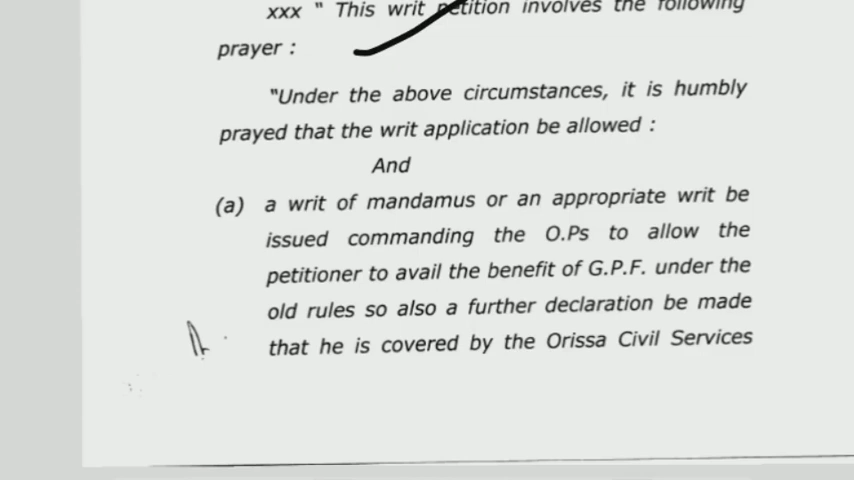 xxx " This writ petition involves the following
prayer :
"Under the above circumstances, it is humbly
prayed that the writ application be allowed :
And
(a) a writ of mandamus or an appropriate writ be
issued commanding the O.Ps to allow the
petitioner to avail the benefit of G.P.F. under the
old rules so also a further declaration be made
that he is covered by the Orissa Civil Services